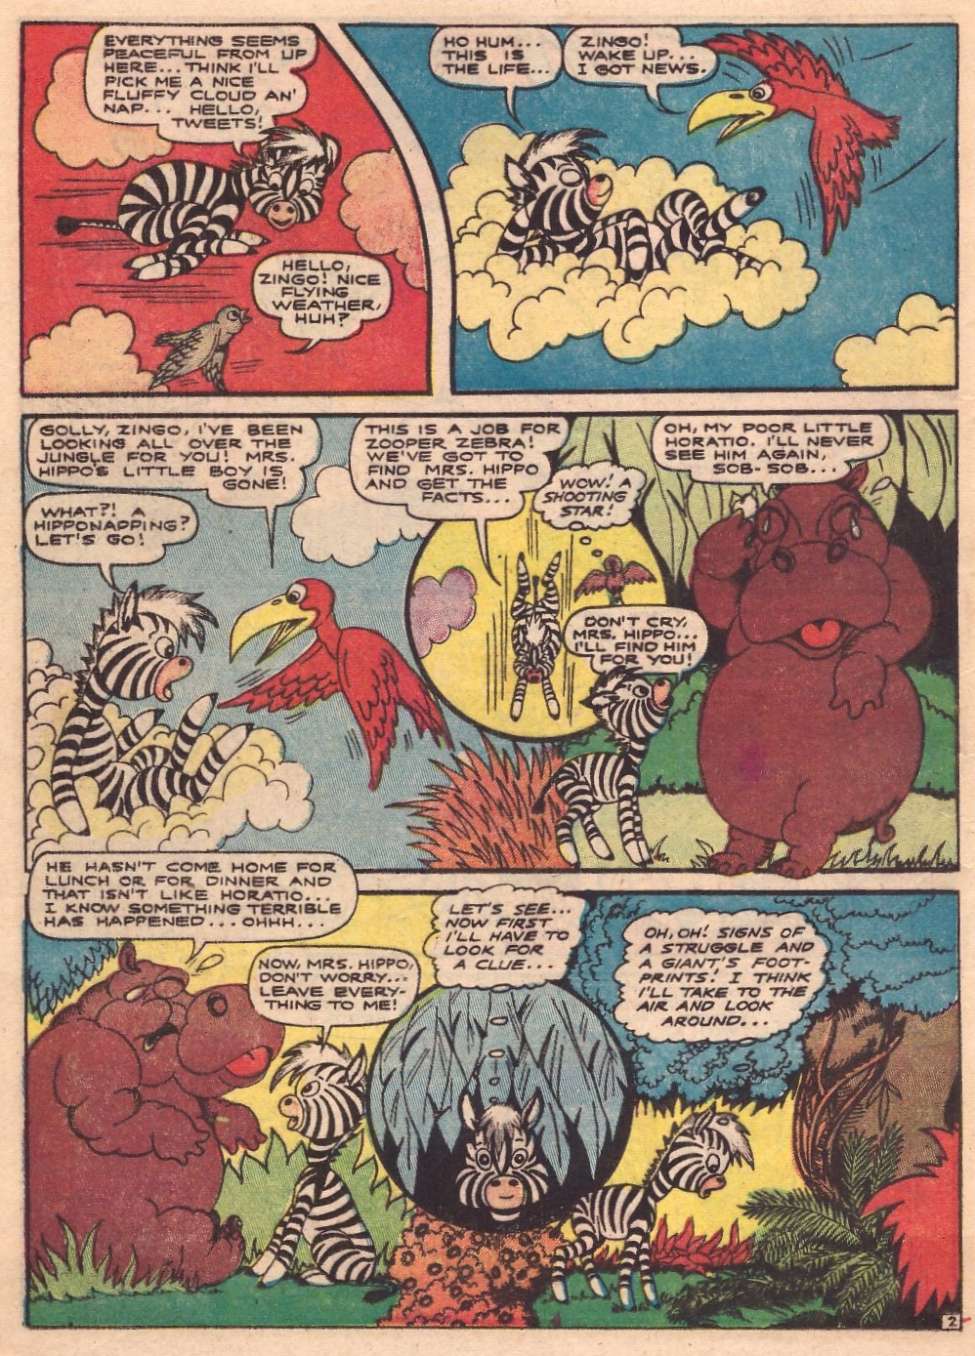 EVERYTHING SEEMS
PEACEFUL FROM UP
HERE... THINK I'LL
PICK ME A NICE
FLUFFY CLOUD AN'
NAP... HELLO,
TWEETS!
HELLO,
ZINGO! NICE
FLYING
WEATHER,
HUH?
HO HUM...
THIS IS
THE LIFE...
ZINGO!
WAKE UP...
I GOT NEWS.
GOLLY, ZINGO, I'VE BEEN
LOOKING ALL OVER THE
JUNGLE FOR YOU! MRS.
HIPPO'S LITTLE BOY IS
GONE!
WHAT?! A
HIPPONAPPING?
LET'S GO!
THIS IS A JOB FOR
ZOOPER ZEBRA!
WE'VE GOT TO
FIND MRS. HIPPO
AND GET THE
FACTS...
WOW! A
SHOOTING
STAR!
OH, MY POOR LITTLE
HORATIO. I'LL NEVER
SEE HIM AGAIN,
SOB-SOB...
DON'T CRY,
MRS. HIPPO...
I'LL FIND HIM
FOR YOU!
HE HASN'T COME HOME FOR
LUNCH OR FOR DINNER AND
THAT ISN'T LIKE HORATIO...
I KNOW SOMETHING TERRIBLE
HAS HAPPENED... OHHH...
NOW, MRS. HIPPO,
DON'T WORRY...
LEAVE EVERY-
THING TO ME!
LET'S SEE...
NOW FIRST
I'LL HAVE TO
LOOK FOR
A CLUE...
OH, OH! SIGNS OF
A STRUGGLE AND
A GIANT'S FOOT-
PRINTS! I THINK
I'LL TAKE TO THE
AIR AND LOOK
AROUND...
2